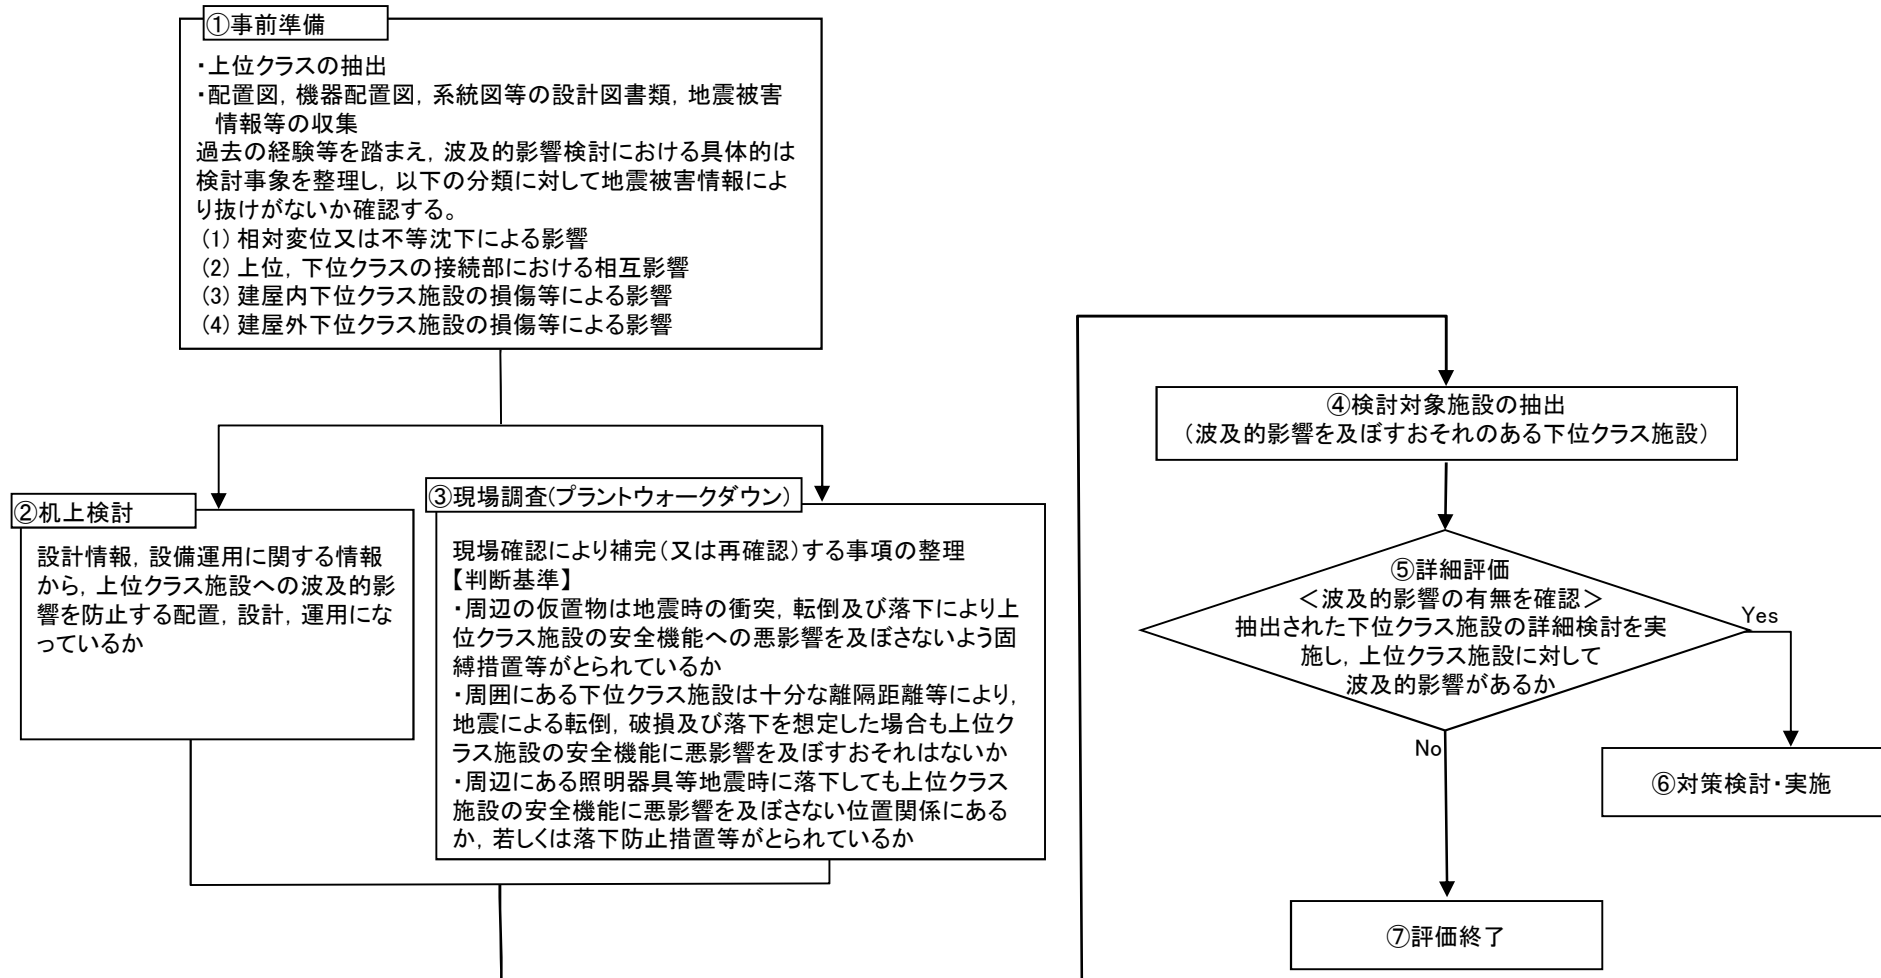 ①事前準備
・上位クラスの抽出
・配置図，機器配置図，系統図等の設計図書類，地震被害
情報等の収集
過去の経験等を踏まえ，波及的影響検討における具体的は
検討事象を整理し，以下の分類に対して地震被害情報によ
り抜けがないか確認する。
(1) 相対変位又は不等沈下による影響
(2) 上位，下位クラスの接続部における相互影響
(3) 建屋内下位クラス施設の損傷等による影響
(4) 建屋外下位クラス施設の損傷等による影響
②机上検討
設計情報，設備運用に関する情報
から，上位クラス施設への波及的影
響を防止する配置，設計，運用にな
っているか
③現場調査(プラントウォークダウン)
現場確認により補完（又は再確認）する事項の整理
【判断基準】
・周辺の仮置物は地震時の衝突，転倒及び落下により上
位クラス施設の安全機能への悪影響を及ぼさないよう固
縛措置等がとられているか
・周囲にある下位クラス施設は十分な離隔距離等により，
地震による転倒，破損及び落下を想定した場合も上位ク
ラス施設の安全機能に悪影響を及ぼすおそれはないか
・周辺にある照明器具等地震時に落下しても上位クラス
施設の安全機能に悪影響を及ぼさない位置関係にある
か，若しくは落下防止措置等がとられているか
④検討対象施設の抽出
（波及的影響を及ぼすおそれのある下位クラス施設）
⑤詳細評価
＜波及的影響の有無を確認＞
抽出された下位クラス施設の詳細検討を実
施し，上位クラス施設に対して
波及的影響があるか
Yes
No
⑥対策検討・実施
⑦評価終了